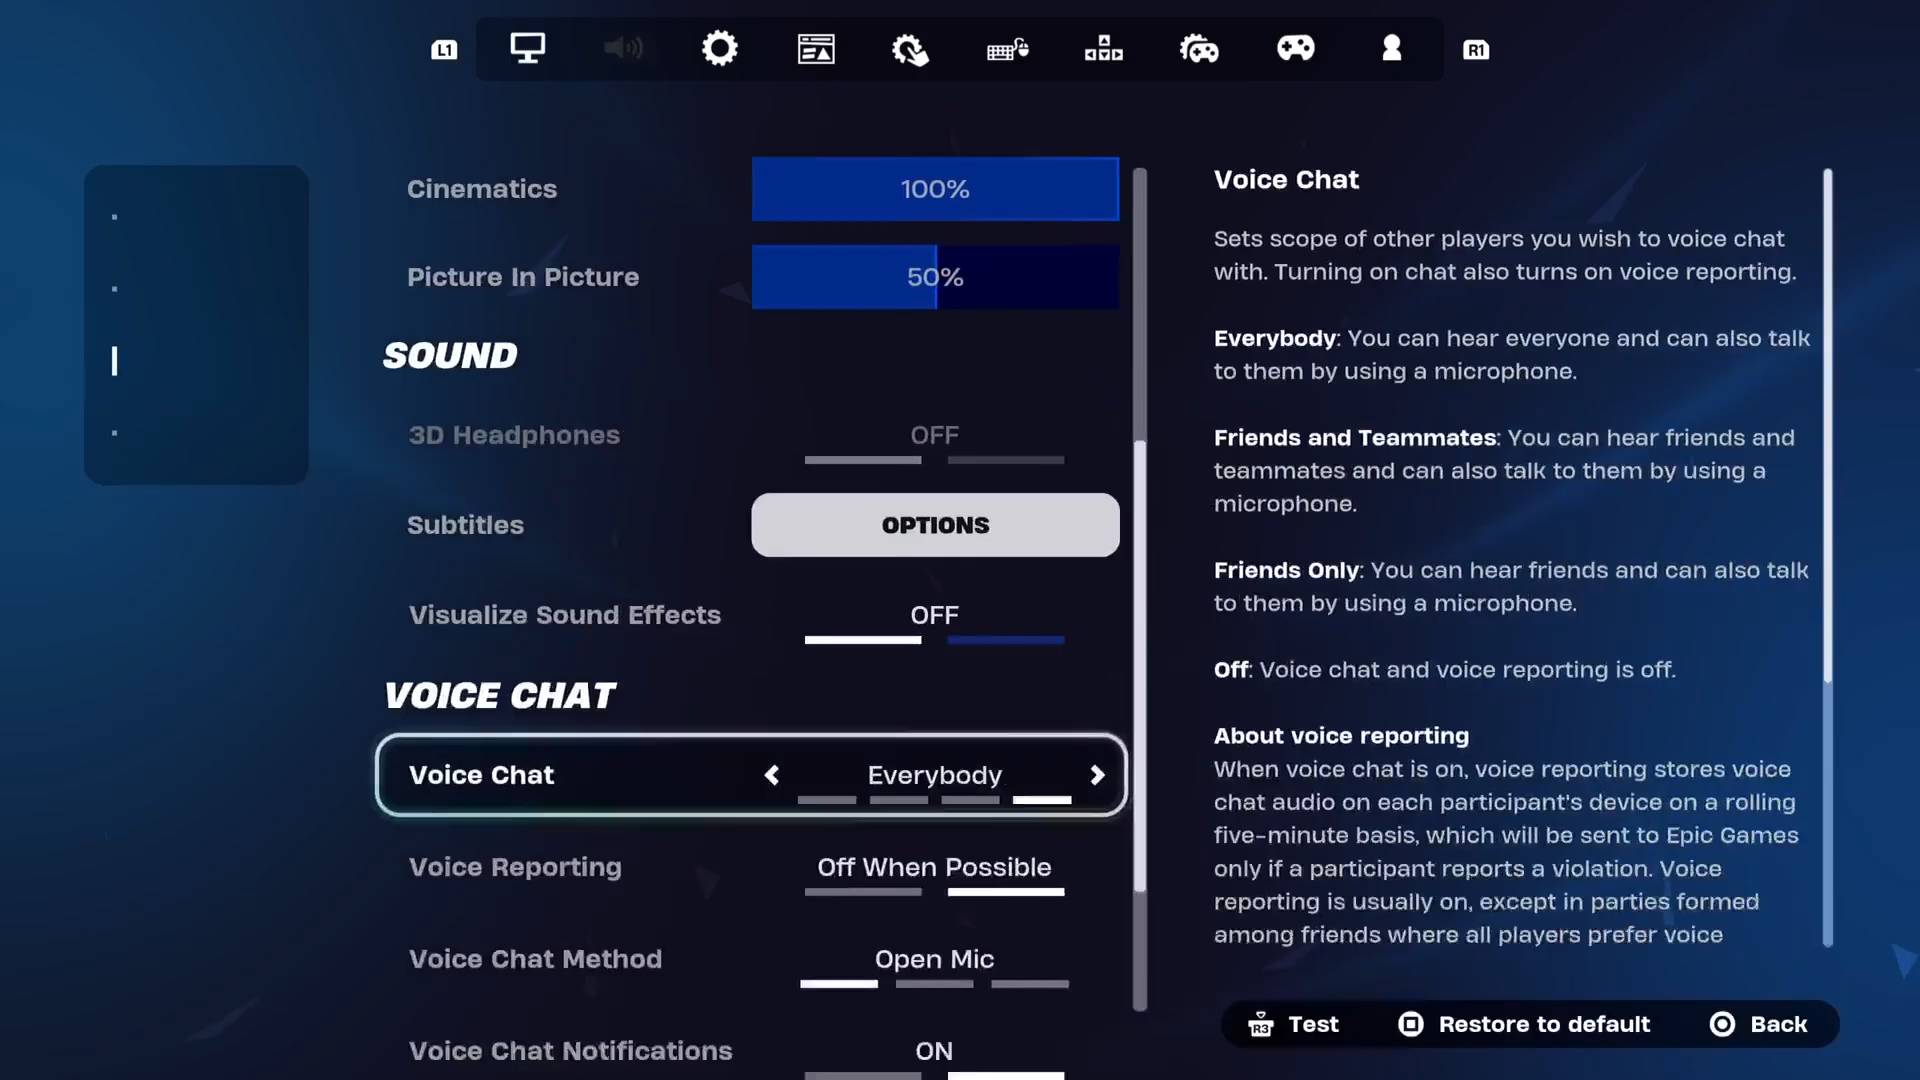 L1
R1
Cinematics
100%
Picture In Picture
50%
SOUND
3D Headphones
OFF
Subtitles
OPTIONS
Visualize Sound Effects
OFF
VOICE CHAT
Voice Chat
Everybody
Voice Reporting
Off When Possible
Voice Chat Method
Open Mic
Voice Chat Notifications
ON
Voice Chat
Sets scope of other players you wish to voice chat
with. Turning on chat also turns on voice reporting.
Everybody: You can hear everyone and can also talk
to them by using a microphone.
Friends and Teammates: You can hear friends and
teammates and can also talk to them by using a
microphone.
Friends Only: You can hear friends and can also talk
to them by using a microphone.
Off: Voice chat and voice reporting is off.
About voice reporting
When voice chat is on, voice reporting stores voice
chat audio on each participant's device on a rolling
five-minute basis, which will be sent to Epic Games
only if a participant reports a violation. Voice
reporting is usually on, except in parties formed
among friends where all players prefer voice
R3 Test
Restore to default
Back